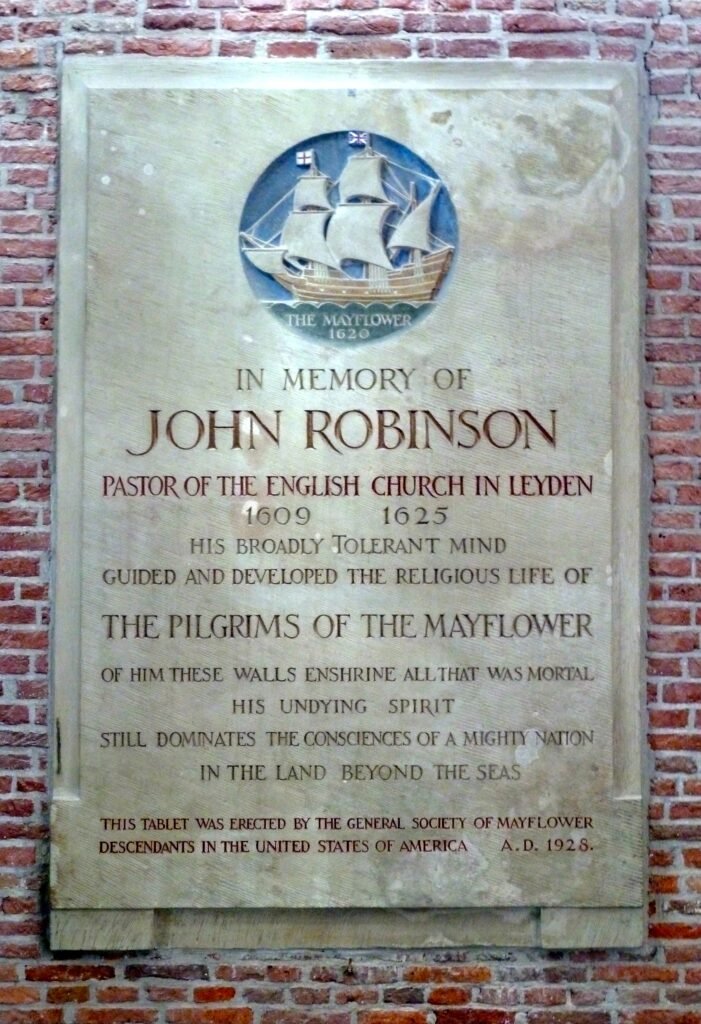 THE MAYFLOWER
1620
IN MEMORY OF
JOHN ROBINSON
PASTOR OF THE ENGLISH CHURCH IN LEYDEN
1609 1625
HIS BROADLY TOLERANT MIND
GUIDED AND DEVELOPED THE RELIGIOUS LIFE OF
THE PILGRIMS OF THE MAYFLOWER
OF HIM THESE WALLS ENSHRINE ALL THAT WAS MORTAL
HIS UNDYING SPIRIT
STILL DOMINATES THE CONSCIENCES OF A MIGHTY NATION
IN THE LAND BEYOND THE SEAS
THIS TABLET WAS ERECTED BY THE GENERAL SOCIETY OF MAYFLOWER
DESCENDANTS IN THE UNITED STATES OF AMERICA A.D. 1928.